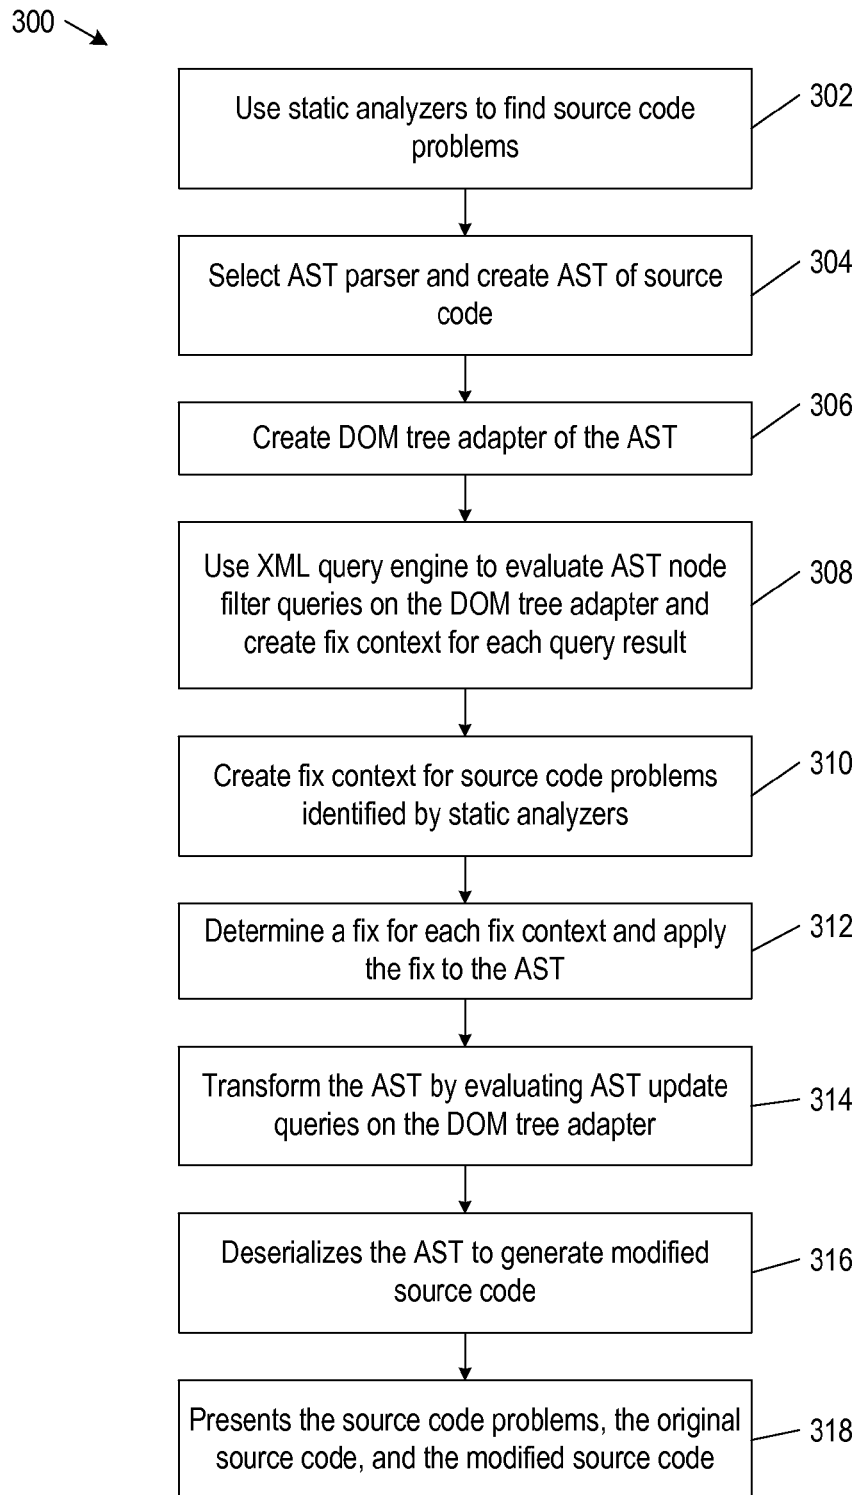 300
Use static analyzers to find source code
problems
302
Select AST parser and create AST of source
code
304
Create DOM tree adapter of the AST
306
Use XML query engine to evaluate AST node
filter queries on the DOM tree adapter and
create fix context for each query result
308
Create fix context for source code problems
identified by static analyzers
310
Determine a fix for each fix context and apply
the fix to the AST
312
Transform the AST by evaluating AST update
queries on the DOM tree adapter
314
Deserializes the AST to generate modified
source code
316
Presents the source code problems, the original
source code, and the modified source code
318